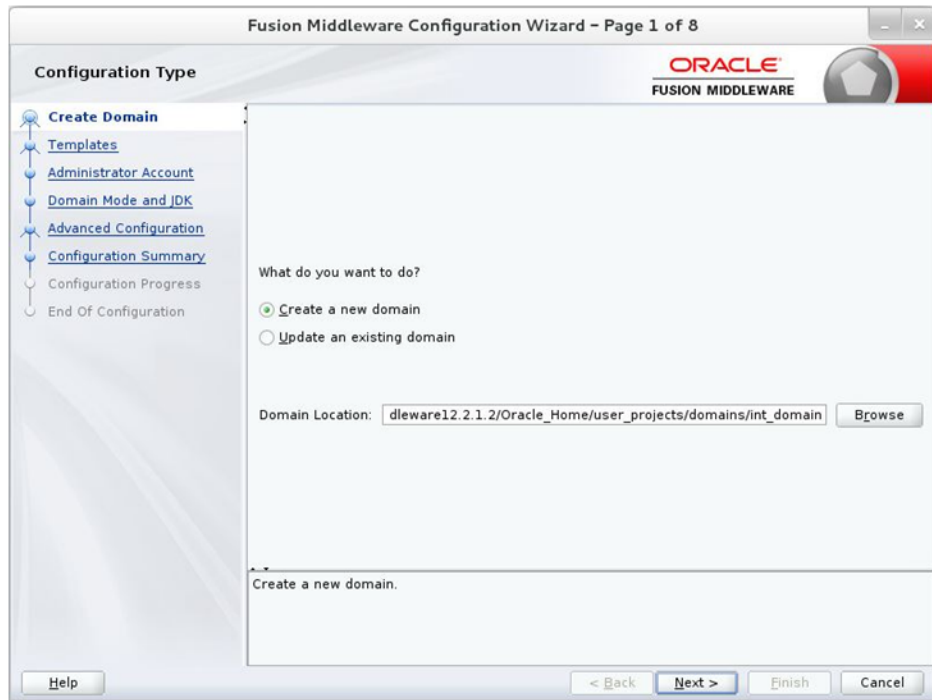 Fusion Middleware Configuration Wizard – Page 1 of 8
Configuration Type
ORACLE
FUSION MIDDLEWARE
Create Domain
Templates
Administrator Account
Domain Mode and JDK
Advanced Configuration
Configuration Summary
Configuration Progress
End Of Configuration
What do you want to do?
Create a new domain
Update an existing domain
Domain Location: dleware12.2.1.2/Oracle_Home/user_projects/domains/int_domain Browse
Create a new domain.
Help < Back Next > Finish Cancel